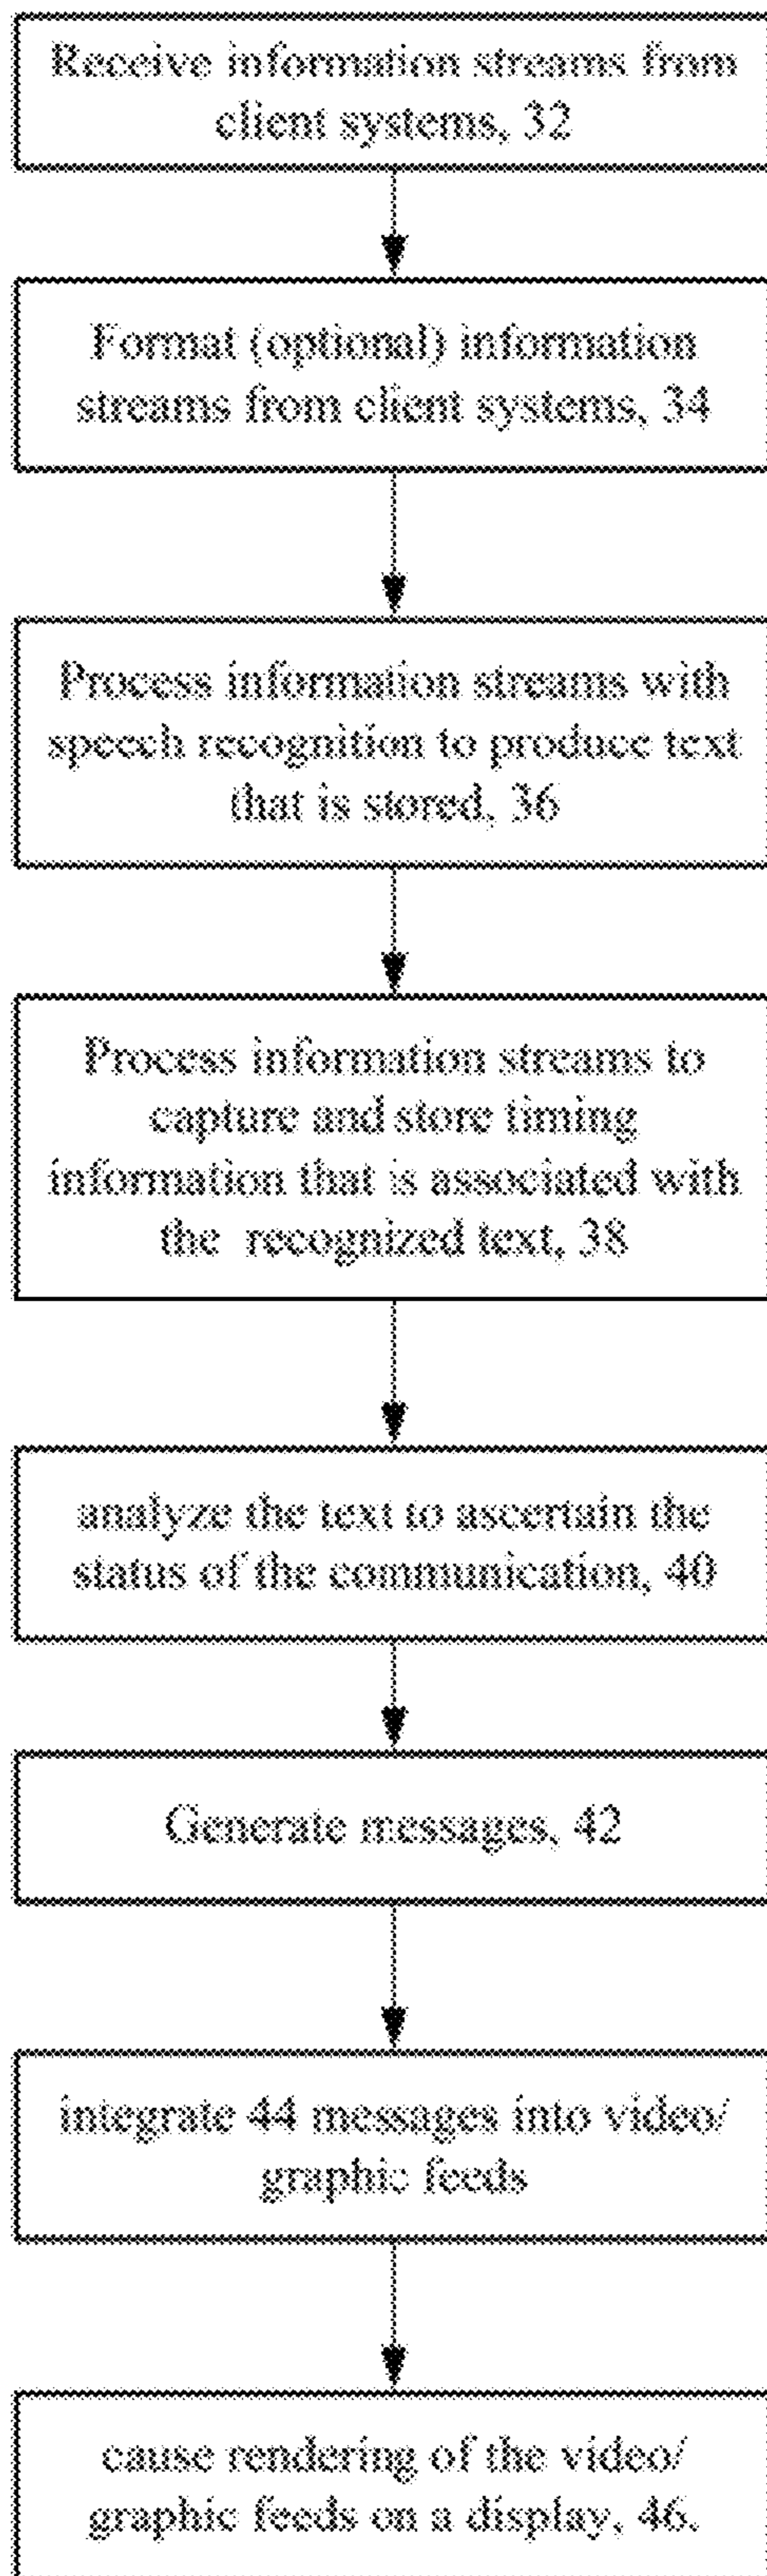 Receive information streams from
client systems, 32
Format (optional) information
streams from client systems, 34
Process information streams with
speech recognition to produce text
that is stored, 36
Process information streams to
capture and store timing
information that is associated with
the recognized text, 38
analyze the text to ascertain the
status of the communication, 40
Generate messages, 42
integrate 44 messages into video/
graphic feeds
cause rendering of the video/
graphic feeds on a display, 46.